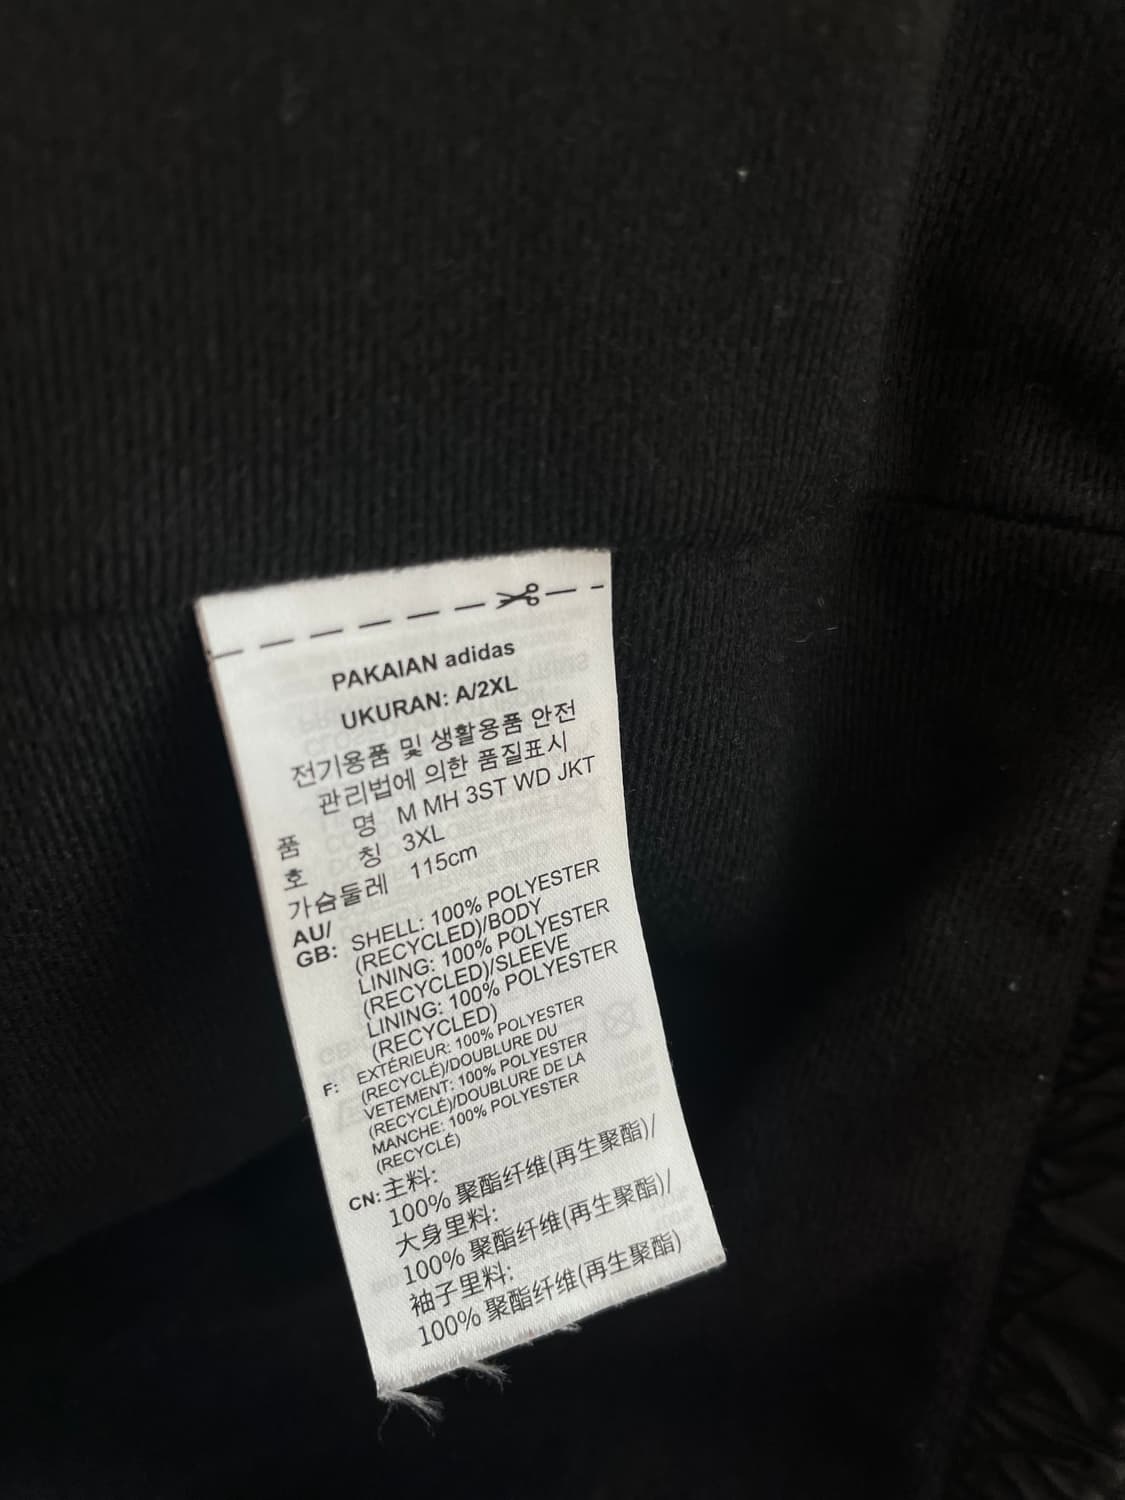 PAKAIAN adidas
UKURAN: A/2XL
전기용품 및 생활용품 안전
관리법에 의한 품질표시
품 명 M MH 3ST WD JKT
호 칭 3XL
가슴둘레 115cm
AU/
GB: SHELL: 100% POLYESTER
(RECYCLED)/BODY
LINING: 100% POLYESTER
(RECYCLED)/SLEEVE
LINING: 100% POLYESTER
(RECYCLED)
F: EXTÉRIEUR: 100% POLYESTER
(RECYCLÉ)/DOUBLURE DU
VETEMENT: 100% POLYESTER
(RECYCLÉ)/DOUBLURE DE LA
MANCHE: 100% POLYESTER
(RECYCLÉ)
CN: 主料:
100% 聚酯纤维(再生聚酯)/
大身里料:
100% 聚酯纤维(再生聚酯)/
袖子里料:
100% 聚酯纤维(再生聚酯)